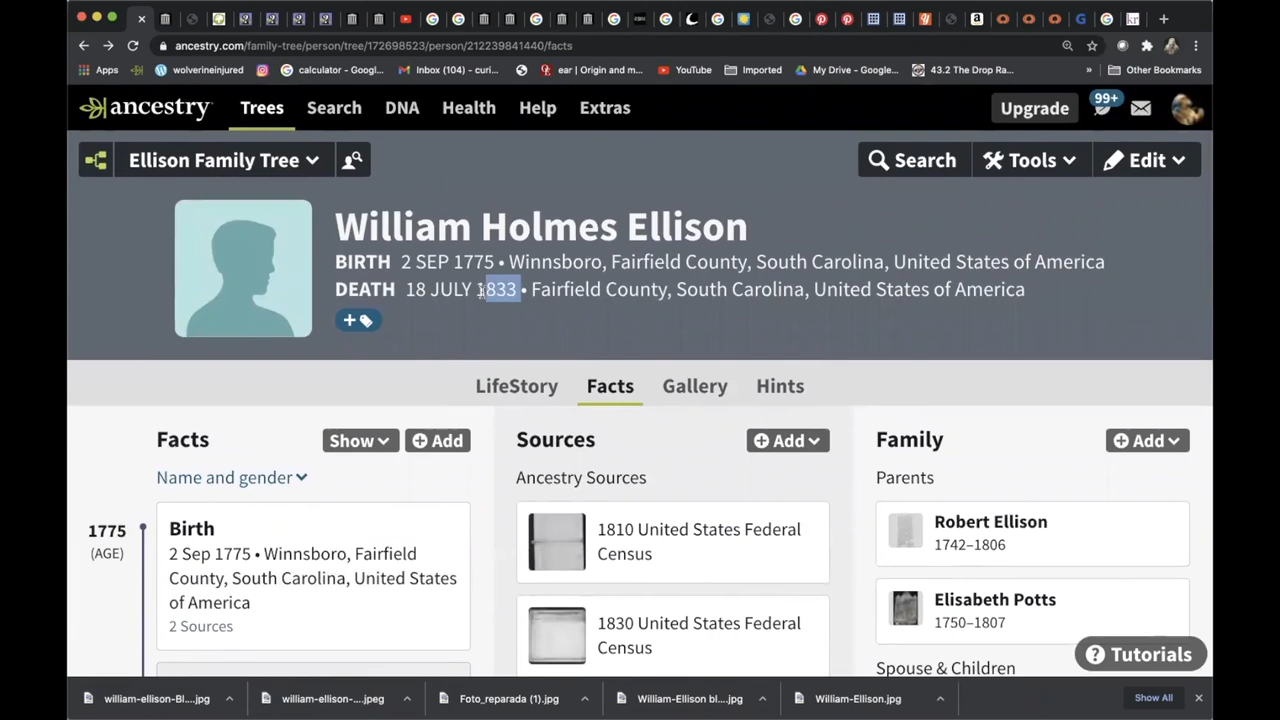 ancestry.com/family-tree/person/tree/172698523/person/212239841440/facts
Apps
wolverineinjured
calculator - Googl...
Inbox (104) - curi...
ear | Origin and m...
YouTube
Imported
My Drive - Google...
43.2 The Drop Ra...
»
Other Bookmarks
ancestry
Trees
Search
DNA
Health
Help
Extras
Upgrade
99+
Ellison Family Tree
Search
Tools
Edit
William Holmes Ellison
BIRTH 2 SEP 1775 • Winnsboro, Fairfield County, South Carolina, United States of America
DEATH 18 JULY 1833 • Fairfield County, South Carolina, United States of America
LifeStory
Facts
Gallery
Hints
Facts
Show
Add
Name and gender
1775
(AGE)
Birth
2 Sep 1775 • Winnsboro, Fairfield
County, South Carolina, United States
of America
2 Sources
Sources
Add
Ancestry Sources
1810 United States Federal
Census
1830 United States Federal
Census
Family
Add
Parents
Robert Ellison
1742–1806
Elisabeth Potts
1750–1807
Spouse & Children
? Tutorials
william-ellison-Bl....jpg
william-ellison-....jpeg
Foto_reparada (1).jpg
William-Ellison bl....jpg
William-Ellison.jpg
Show All